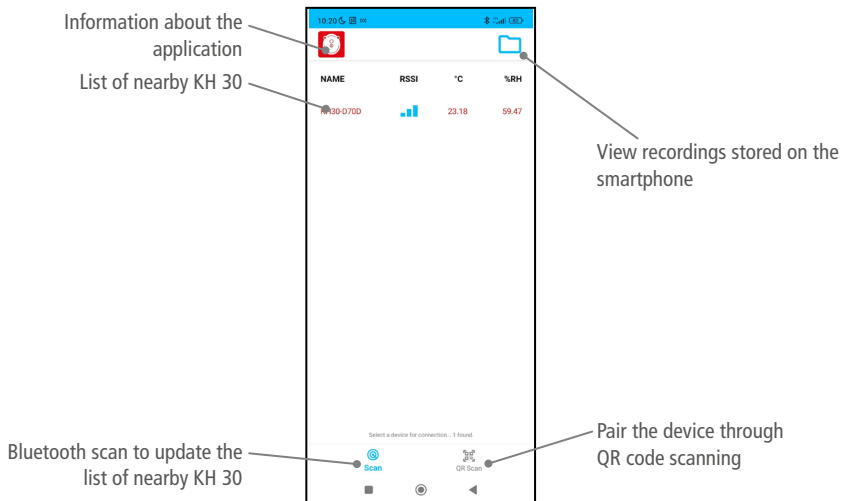 Information about the
application
List of nearby KH 30
10:20
NAME RSSI °C %RH
KH30-D70D 23.18 59.47
View recordings stored on the
smartphone
Select a device for connection... 1 found.
Scan
QR Scan
Bluetooth scan to update the
list of nearby KH 30
Pair the device through
QR code scanning